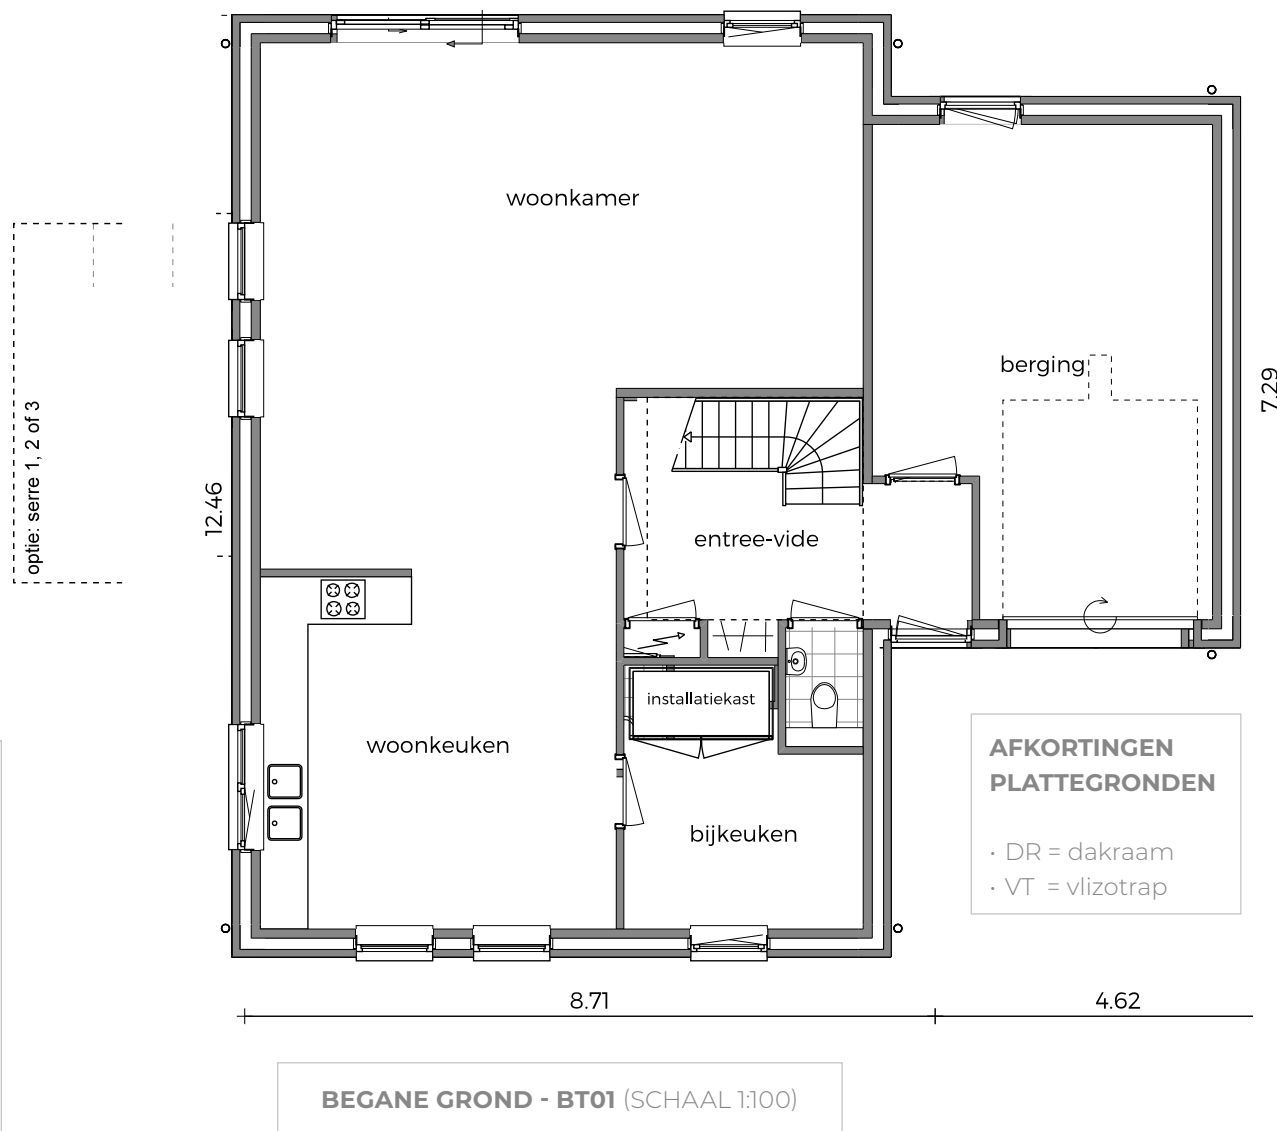 woonkamer
berging
7.29
optie: serre 1, 2 of 3
12.46
entree-vide
installatiekast
woonkeuken
bijkeuken
AFKORTINGEN
PLATTEGRONDEN
• DR = dakraam
• VT = vlizotrap
8.71
4.62
BEGANE GROND - BT01 (SCHAAL 1:100)